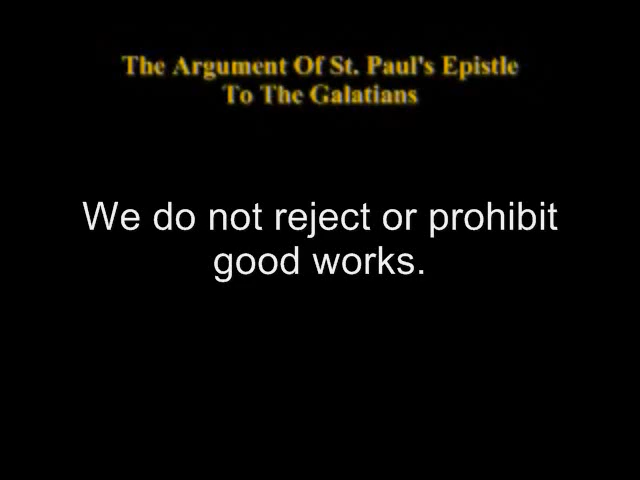 The Argument Of St. Paul's Epistle
To The Galatians
We do not reject or prohibit
good works.